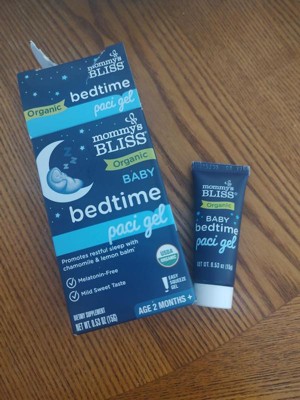 mommy's
BLISS
Organic
bedtime
paci gel
mommy's
BLISS
Organic
BABY
bedtime
paci gel
Promotes restful sleep with
chamomile & lemon balm*
Melatonin-Free
Mild Sweet Taste
USDA
ORGANIC
EASY
SQUEEZE
GEL
DIETARY SUPPLEMENT
NET WT. 0.53 OZ (15G)
AGE 2 MONTHS +
mommy's
BLISS
Organic
BABY
bedtime
paci gel
NET WT. 0.53 OZ (15G)